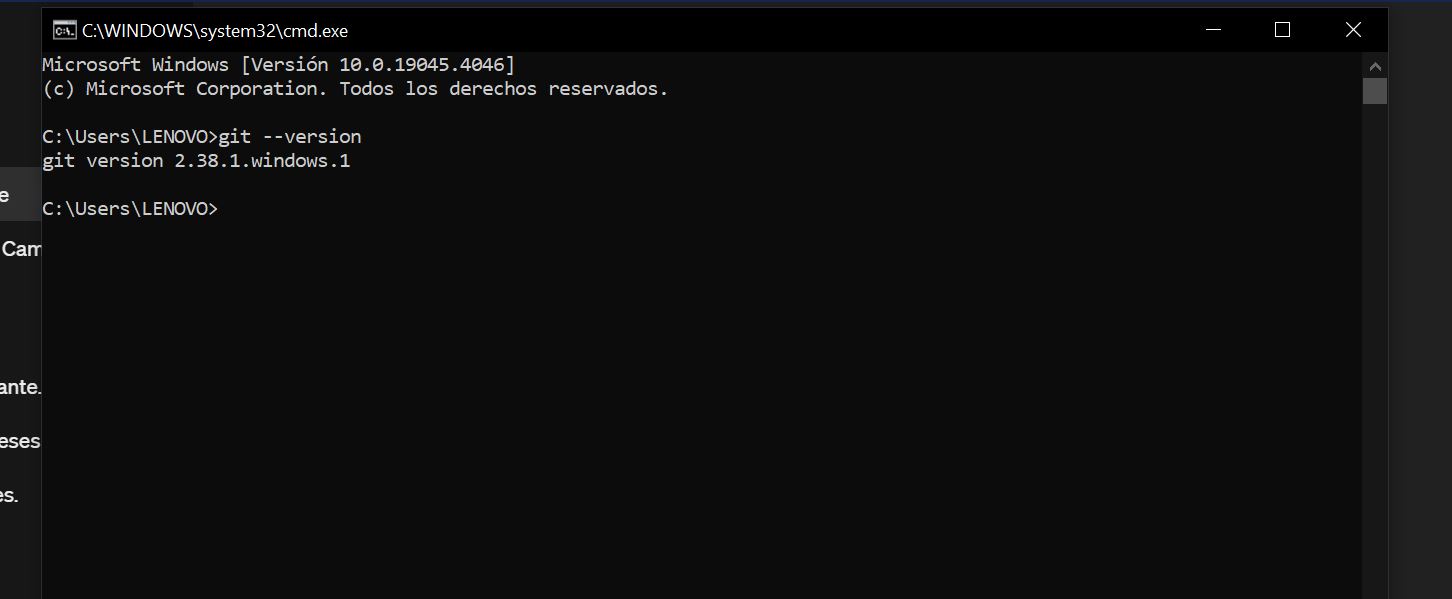 C:\WINDOWS\system32\cmd.exe
Microsoft Windows [Versión 10.0.19045.4046]
(c) Microsoft Corporation. Todos los derechos reservados.
C:\Users\LENOVO>git --version
git version 2.38.1.windows.1
C:\Users\LENOVO>
e
Cam
ante.
eses
es.